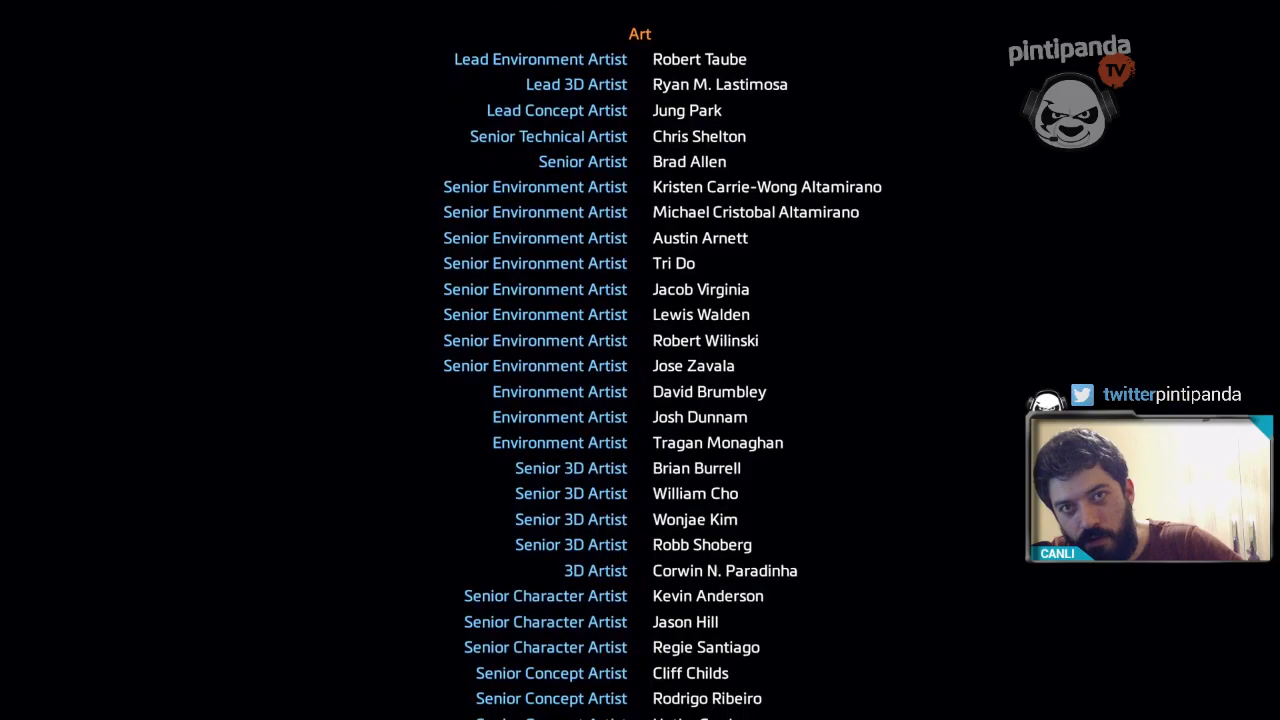 Art
Lead Environment Artist Robert Taube
Lead 3D Artist Ryan M. Lastimosa
Lead Concept Artist Jung Park
Senior Technical Artist Chris Shelton
Senior Artist Brad Allen
Senior Environment Artist Kristen Carrie-Wong Altamirano
Senior Environment Artist Michael Cristobal Altamirano
Senior Environment Artist Austin Arnett
Senior Environment Artist Tri Do
Senior Environment Artist Jacob Virginia
Senior Environment Artist Lewis Walden
Senior Environment Artist Robert Wilinski
Senior Environment Artist Jose Zavala
Environment Artist David Brumbley
Environment Artist Josh Dunnam
Environment Artist Tragan Monaghan
Senior 3D Artist Brian Burrell
Senior 3D Artist William Cho
Senior 3D Artist Wonjae Kim
Senior 3D Artist Robb Shoberg
3D Artist Corwin N. Paradinha
Senior Character Artist Kevin Anderson
Senior Character Artist Jason Hill
Senior Character Artist Regie Santiago
Senior Concept Artist Cliff Childs
Senior Concept Artist Rodrigo Ribeiro
pintipanda
TV
twitterpintipanda
CANLI